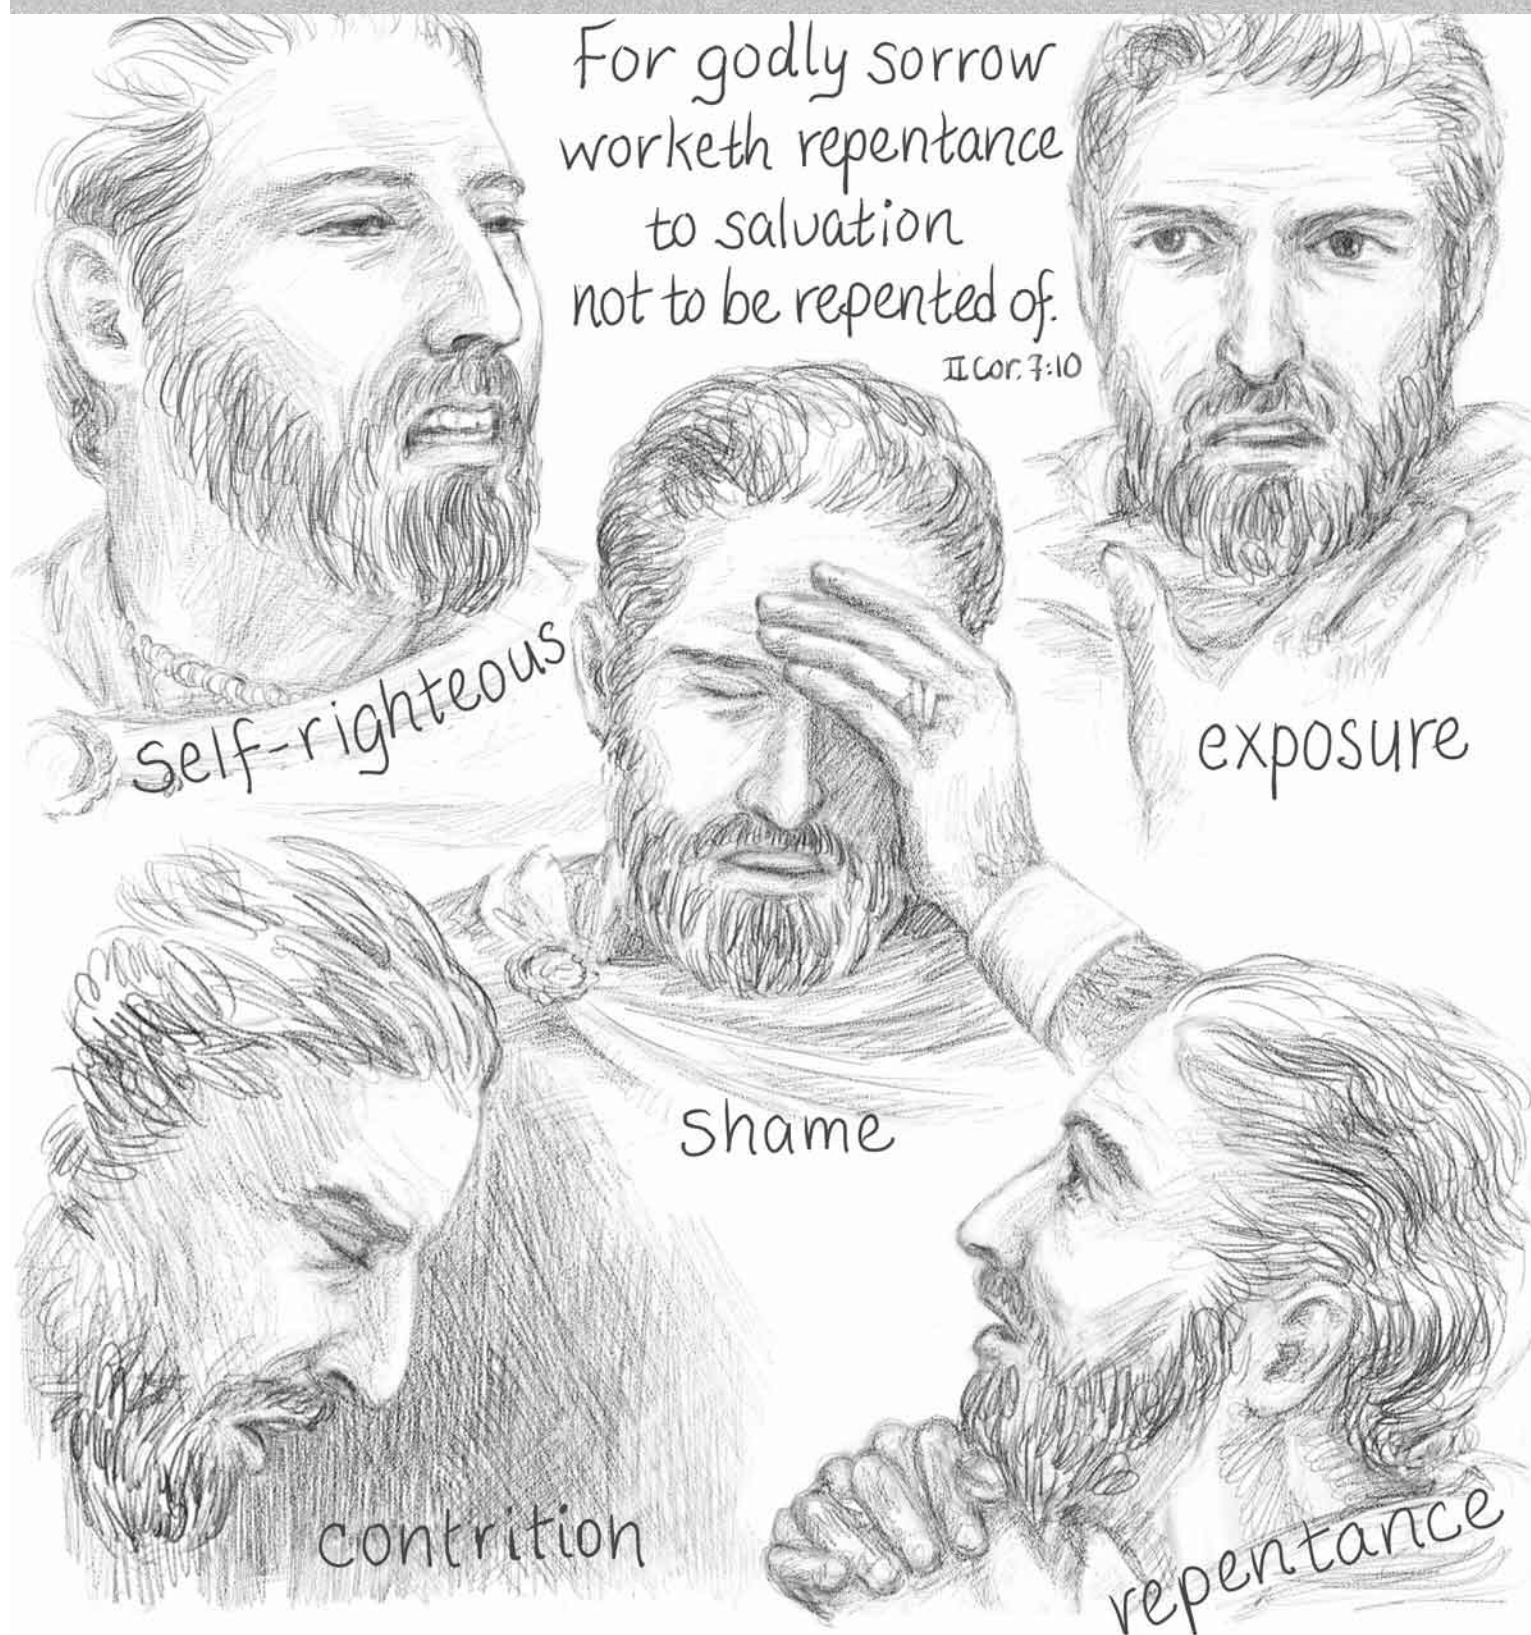 For godly sorrow
worketh repentance
to salvation
not to be repented of.
II Cor. 7:10
self-righteous
exposure
shame
contrition
repentance